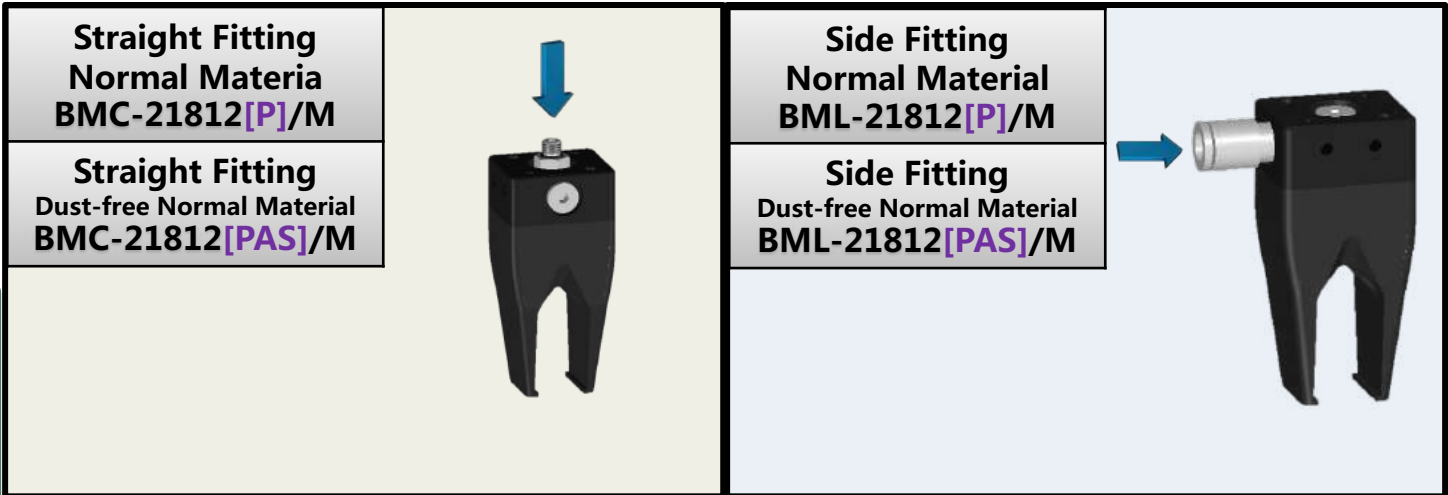 Straight Fitting
Normal Materia
BMC-21812[P]/M
Straight Fitting
Dust-free Normal Material
BMC-21812[PAS]/M
Side Fitting
Normal Material
BML-21812[P]/M
Side Fitting
Dust-free Normal Material
BML-21812[PAS]/M